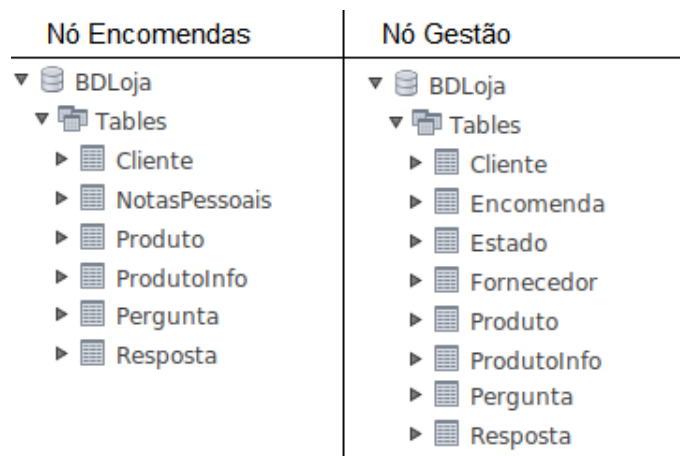 Nó Encomendas
BDLoja
Tables
Cliente
NotasPessoais
Produto
ProdutoInfo
Pergunta
Resposta
Nó Gestão
BDLoja
Tables
Cliente
Encomenda
Estado
Fornecedor
Produto
ProdutoInfo
Pergunta
Resposta